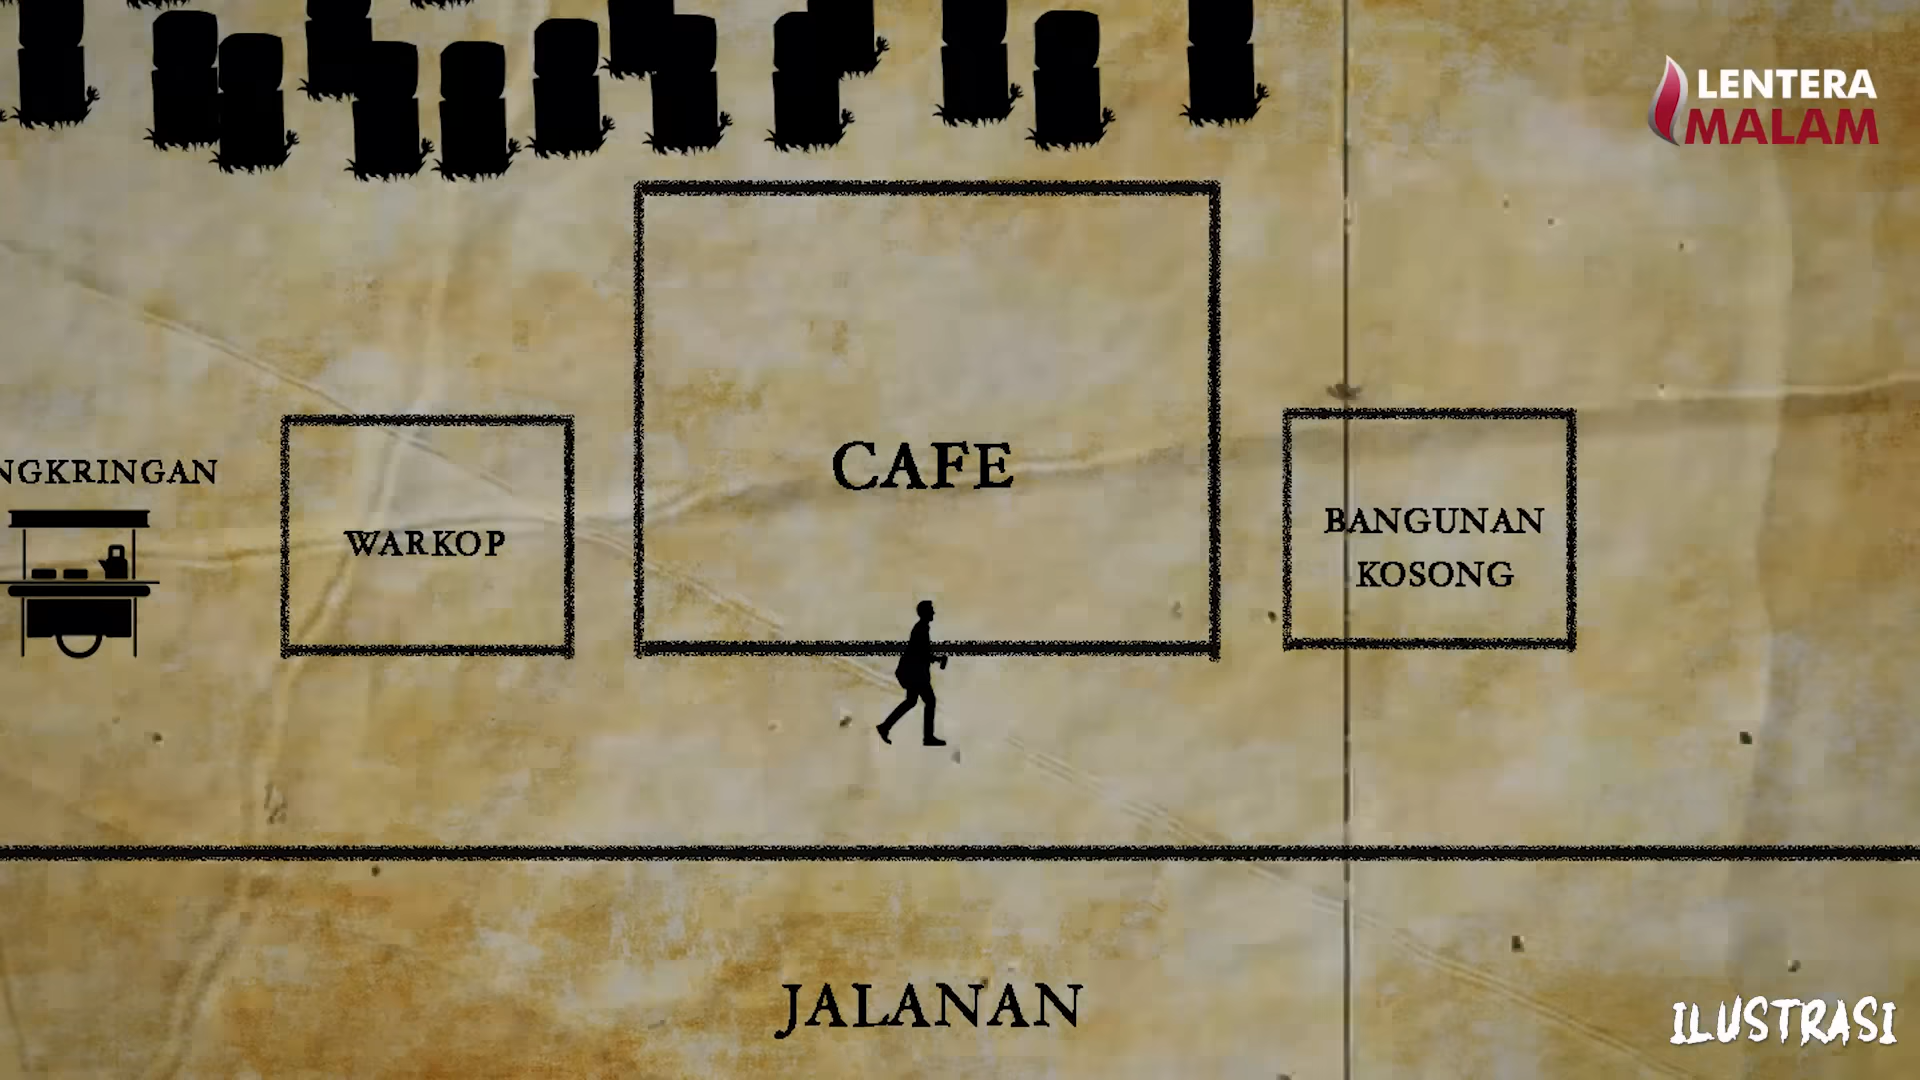 LENTERA
MALAM
CAFE
NGKRINGAN
WARKOP
BANGUNAN
KOSONG
JALANAN
ILUSTRASI